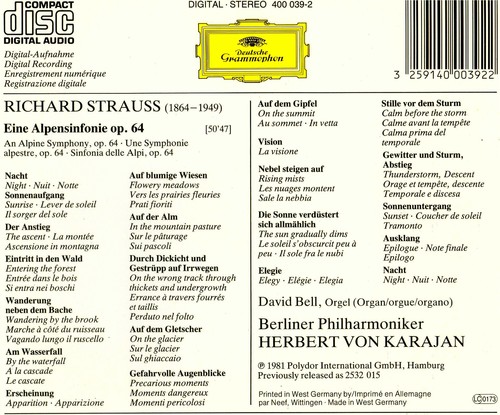 COMPACT
disc
DIGITAL AUDIO
Digital-Aufnahme
Digital Recording
Enregistrement numérique
Registrazione digitale
DIGITAL · STEREO 400 039-2
Deutsche
Grammophon
3 259140 003922
RICHARD STRAUSS (1864–1949)
Eine Alpensinfonie op. 64 [50'47]
An Alpine Symphony, op. 64 · Une Symphonie
alpestre, op. 64 · Sinfonia delle Alpi, op. 64
Nacht
Night · Nuit · Notte
Sonnenaufgang
Sunrise · Lever de soleil
Il sorger del sole
Der Anstieg
The ascent · La montée
Ascensione in montagna
Eintritt in den Wald
Entering the forest
Entrée dans le bois
Si entra nei boschi
Wanderung
neben dem Bache
Wandering by the brook
Marche à côté du ruisseau
Vagando lungo il ruscello
Am Wasserfall
By the waterfall
A la cascade
Le cascate
Erscheinung
Apparition · Apparizione
Auf blumige Wiesen
Flowery meadows
Vers les prairies fleuries
Prati fioriti
Auf der Alm
In the mountain pasture
Sur le pâturage
Sui pascoli
Durch Dickicht und
Gestrüpp auf Irrwegen
On the wrong track through
thickets and undergrowth
Errance à travers fourrés
et taillis
Perduto nel folto
Auf dem Gletscher
On the glacier
Sur le glacier
Sul ghiaccaio
Gefahrvolle Augenblicke
Precarious moments
Moments dangereux
Momenti pericolosi
Auf dem Gipfel
On the summit
Au sommet · In vetta
Vision
La visione
Nebel steigen auf
Rising mists
Les nuages montent
Sale la nebbia
Die Sonne verdüstert
sich allmählich
The sun gradually dims
Le soleil s'obscurcit peu à
peu · Il sole fra le nubi
Elegie
Elegy · Elégie · Elegia
Stille vor dem Sturm
Calm before the storm
Calme avant la tempête
Calma prima del
temporale
Gewitter und Sturm,
Abstieg
Thunderstorm, Descent
Orage et tempête, descente
Temporale e discesa
Sonnenuntergang
Sunset · Coucher de soleil
Tramonto
Ausklang
Epilogue · Note finale
Epilogo
Nacht
Night · Nuit · Notte
David Bell, Orgel (Organ/orgue/organo)
Berliner Philharmoniker
HERBERT VON KARAJAN
℗ 1981 Polydor International GmbH, Hamburg
Previously released as 2532 015
Printed in West Germany by/Imprimé en Allemagne
par Neef, Wittingen · Made in West Germany
LC 0173